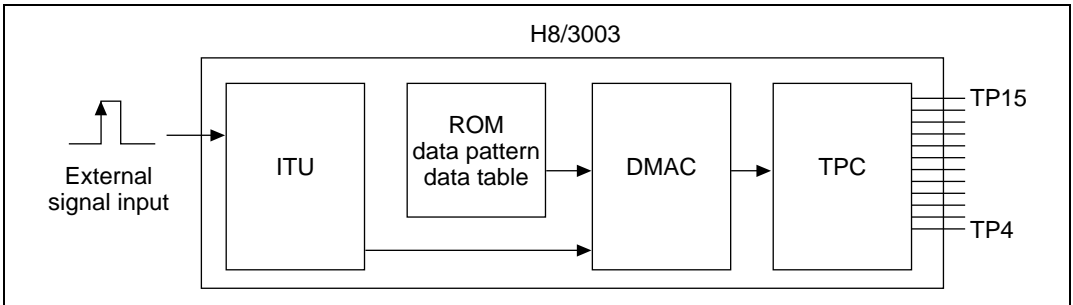 H8/3003
External
signal input
ITU
ROM
data pattern
data table
DMAC
TPC
TP15
TP4